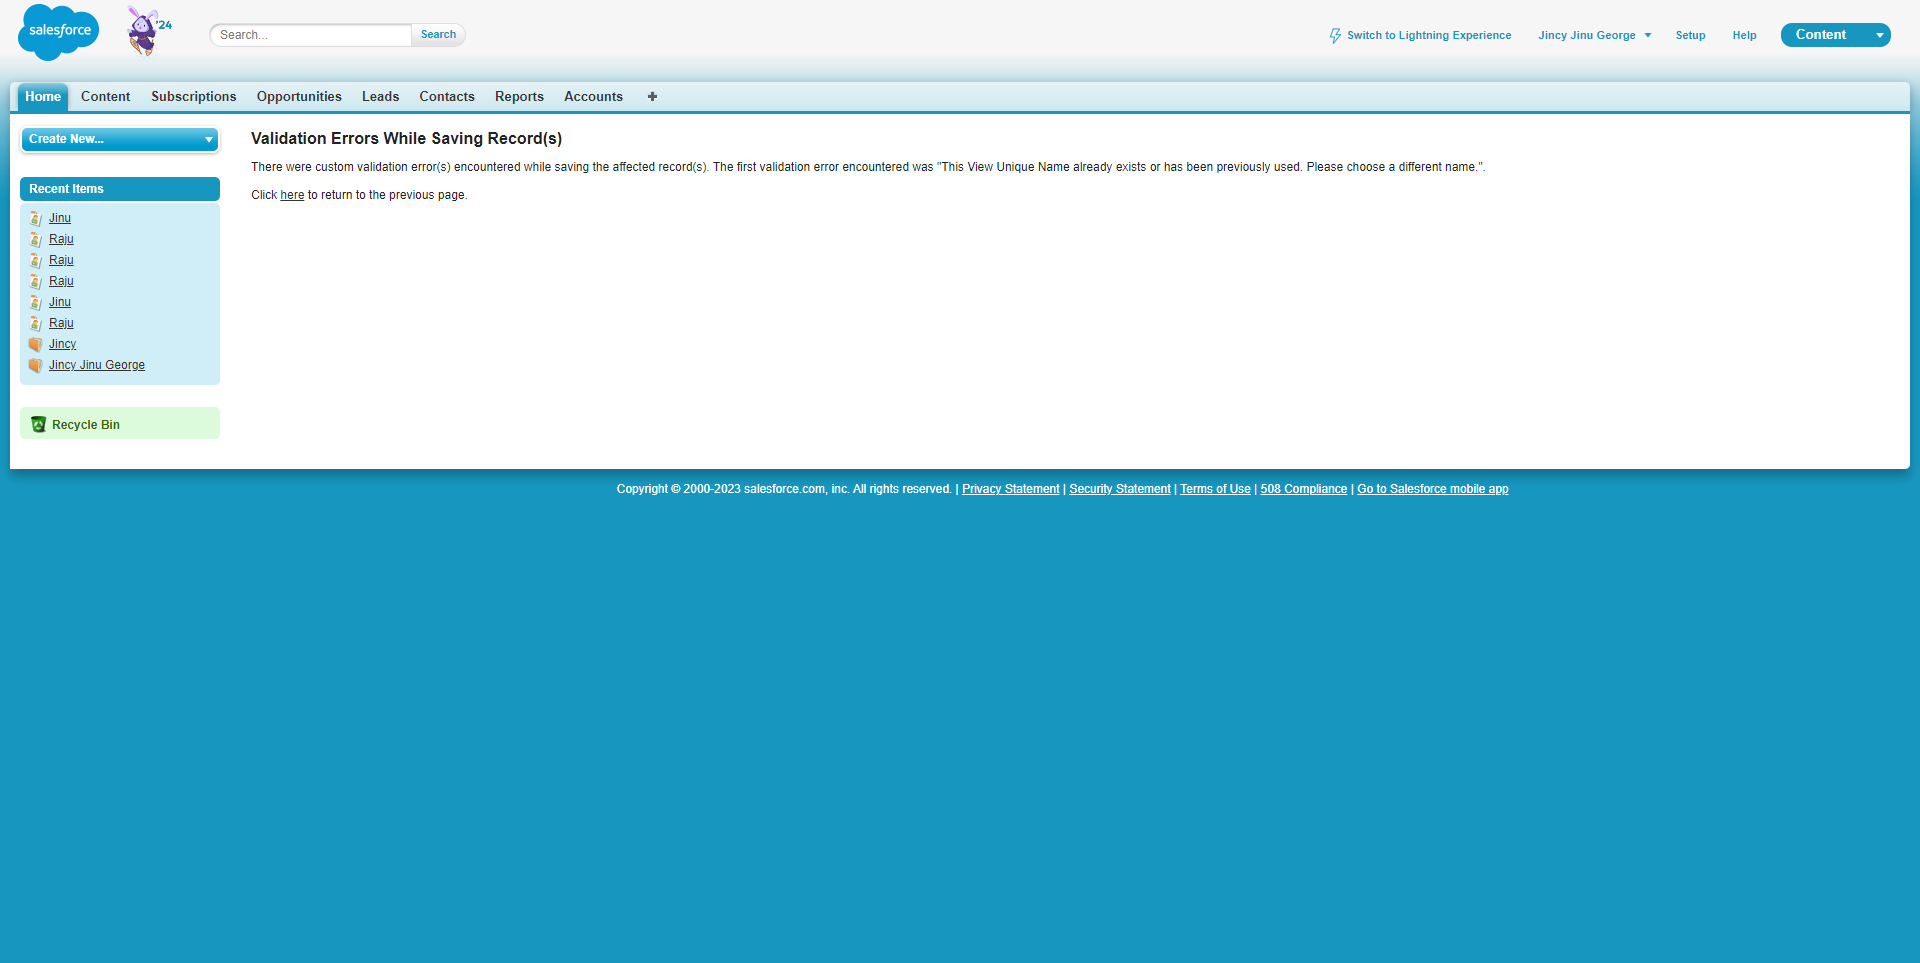 salesforce
'24
Search...
Search
Switch to Lightning Experience
Jincy Jinu George
Setup
Help
Content
Home
Content
Subscriptions
Opportunities
Leads
Contacts
Reports
Accounts
Create New...
Recent Items
Jinu
Raju
Raju
Raju
Jinu
Raju
Jincy
Jincy Jinu George
Recycle Bin
Validation Errors While Saving Record(s)
There were custom validation error(s) encountered while saving the affected record(s). The first validation error encountered was "This View Unique Name already exists or has been previously used. Please choose a different name.".
Click here to return to the previous page.
Copyright © 2000-2023 salesforce.com, inc. All rights reserved. | Privacy Statement | Security Statement | Terms of Use | 508 Compliance | Go to Salesforce mobile app